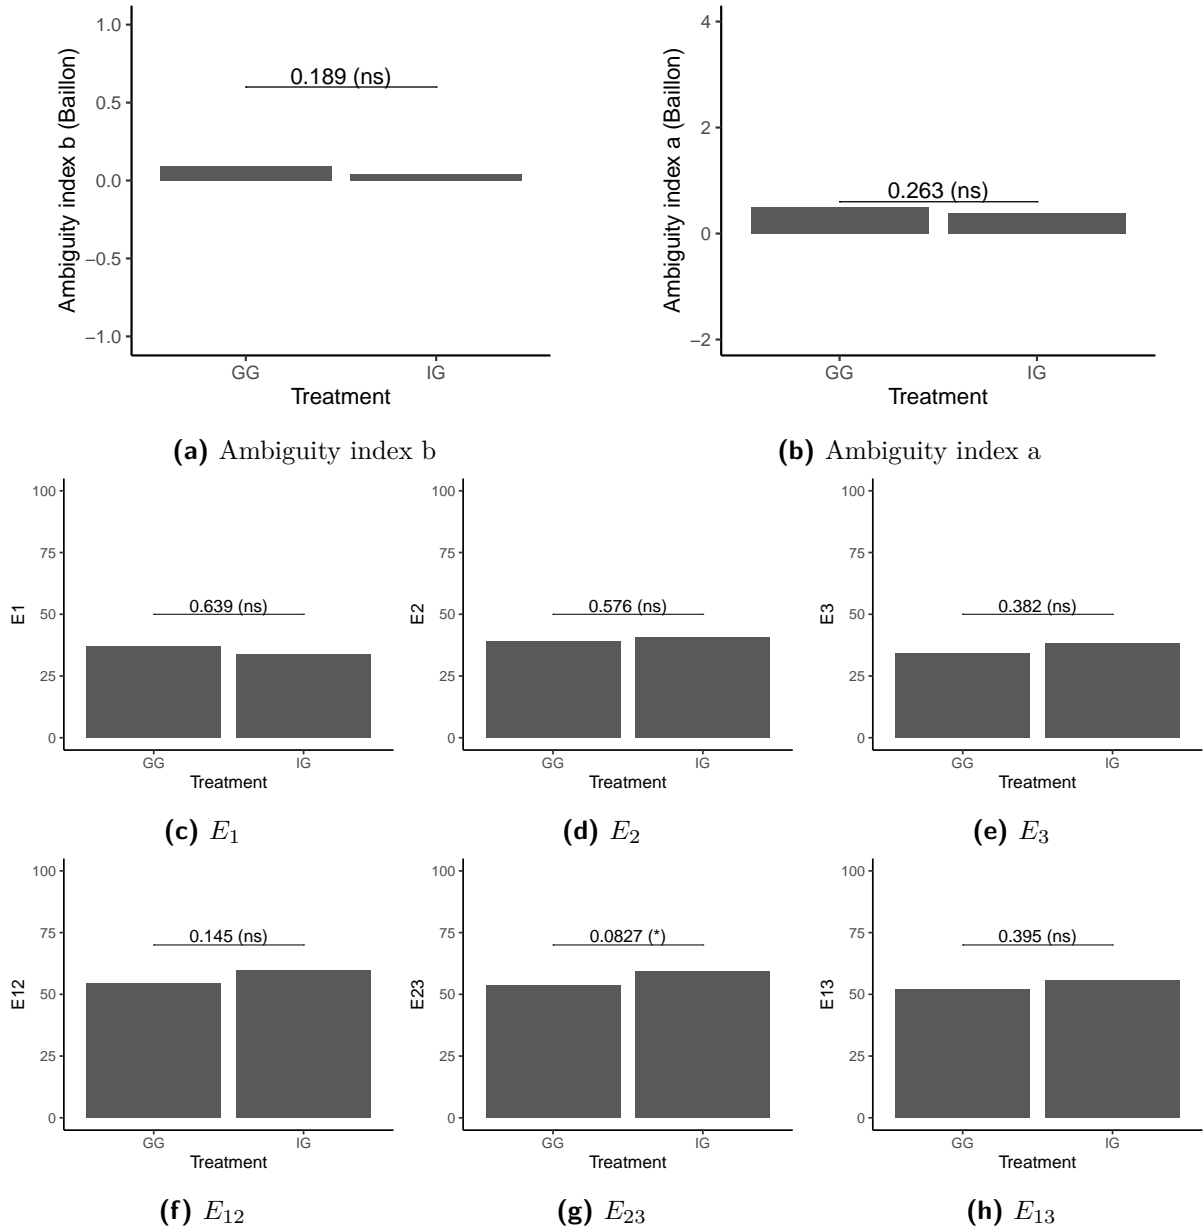 Ambiguity index b (Baillon)
1.0
0.5
0.0
−0.5
−1.0
0.189 (ns)
GG IG
Treatment
(a) Ambiguity index b
Ambiguity index a (Baillon)
4
2
0
−2
0.263 (ns)
GG IG
Treatment
(b) Ambiguity index a
E1
100
75
50
25
0
0.639 (ns)
GG IG
Treatment
(c) E1
E2
100
75
50
25
0
0.576 (ns)
GG IG
Treatment
(d) E2
E3
100
75
50
25
0
0.382 (ns)
GG IG
Treatment
(e) E3
E12
100
75
50
25
0
0.145 (ns)
GG IG
Treatment
(f) E12
E23
100
75
50
25
0
0.0827 (*)
GG IG
Treatment
(g) E23
E13
100
75
50
25
0
0.395 (ns)
GG IG
Treatment
(h) E13